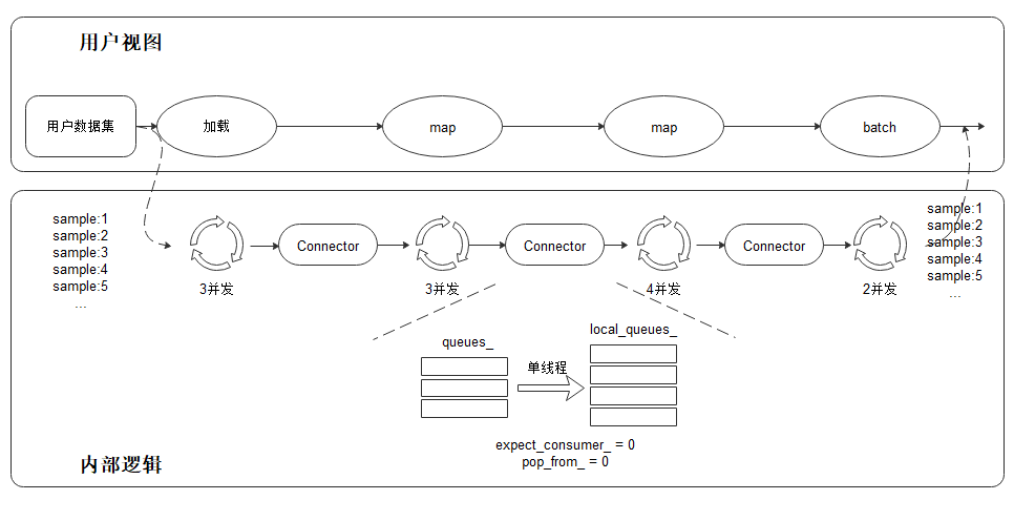 用户视图
用户数据集
加载
map
map
batch
sample:1
sample:2
sample:3
sample:4
sample:5
...
Connector
Connector
Connector
sample:1
sample:2
sample:3
sample:4
sample:5
...
3并发
3并发
4并发
2并发
queues_
local_queues_
单线程
expect_consumer_ = 0
pop_from_ = 0
内部逻辑